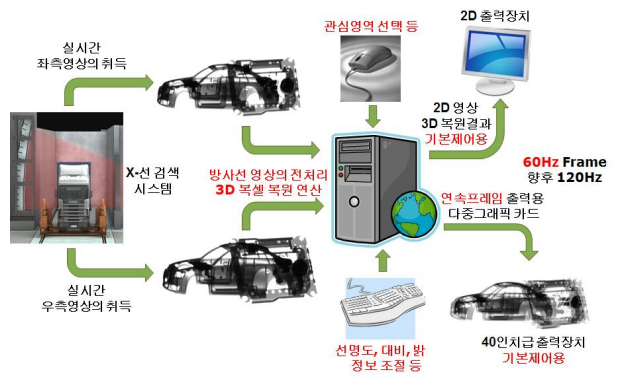 실시간
좌측영상의 취득
X-선 검색
시스템
실시간
우측영상의 취득
방사선 영상의 전처리
3D 복셀 복원 연산
관심영역 선택 등
선명도, 대비, 밝
정보 조절 등
2D 출력장치
2D 영상
3D 복원결과
기본제어용
60Hz Frame
향후 120Hz
연속프레임 출력용
다중그래픽 카드
40인치급 출력장치
기본제어용